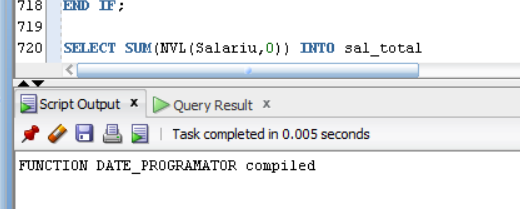 718 END IF;
719
720 SELECT SUM(NVL(Salariu,0)) INTO sal_total
Script Output x Query Result x
Task completed in 0.005 seconds
FUNCTION DATE_PROGRAMATOR compiled